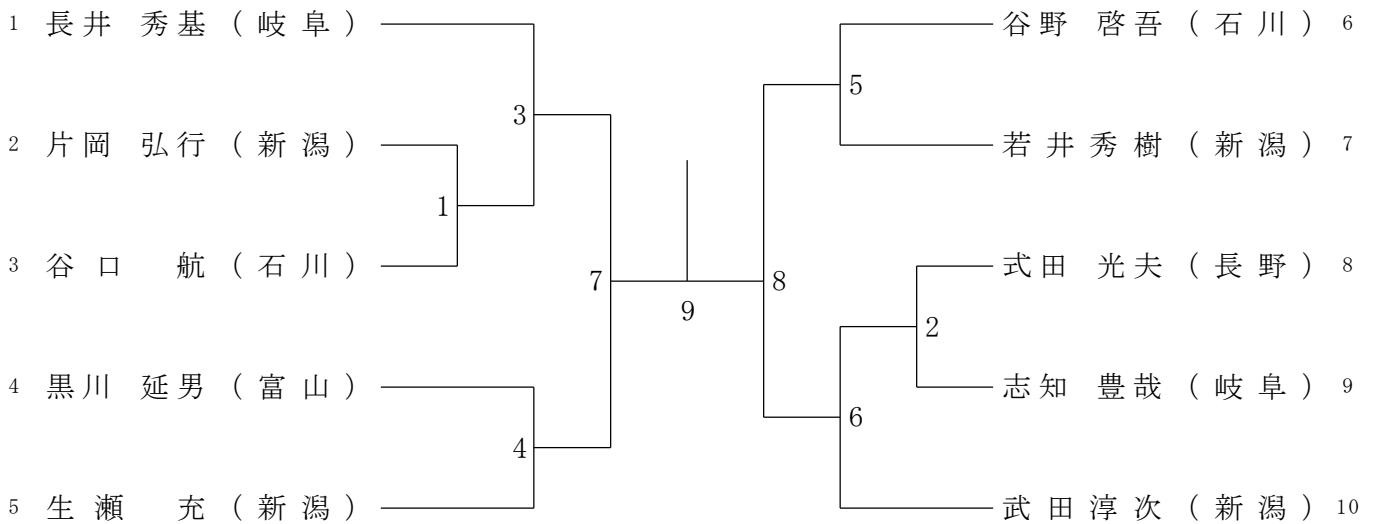 1 長井 秀基 ( 岐阜 )
2 片岡 弘行 ( 新潟 )
3 谷口 航 ( 石川 )
4 黒川 延男 ( 富山 )
5 生瀬 充 ( 新潟 )
3
1
7
4
9
8
5
2
6
谷野 啓吾 ( 石川 ) 6
若井秀樹 ( 新潟 ) 7
式田 光夫 ( 長野 ) 8
志知 豊哉 ( 岐阜 ) 9
武田淳次 ( 新潟 ) 10